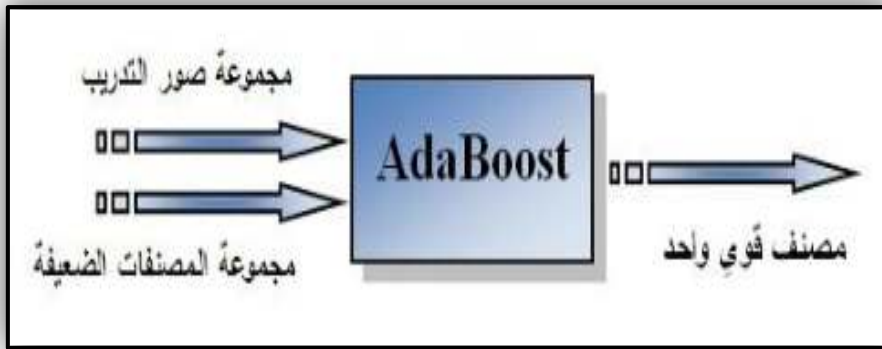 مجموعة صور التدريب
AdaBoost
مجموعة المصنفات الضعيفة
مصنف قوي واحد